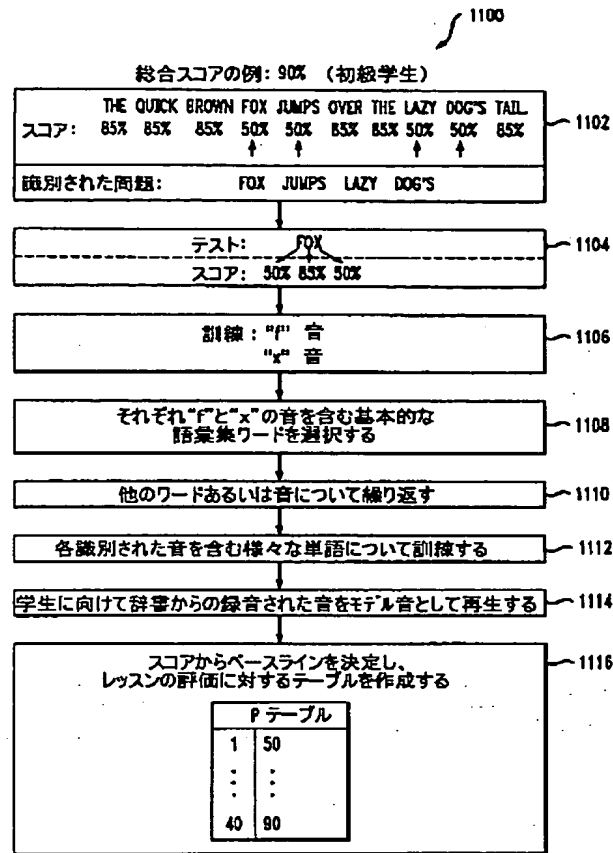 1100
総合スコアの例: 90% (初級学生)
THE QUICK BROWN FOX JUMPS OVER THE LAZY DOG'S TAIL.
スコア: 85% 85% 85% 50% 50% 85% 85% 50% 50% 85%
1102
識別された問題: FOX JUMPS LAZY DOG'S
テスト: FOX
1104
スコア: 50% 85% 50%
訓練: "f" 音
1106
"x" 音
それぞれ"f"と"x"の音を含む基本的な
1108
語彙集ワードを選択する
他のワードあるいは音について繰り返す
1110
各識別された音を含む様々な単語について訓練する
1112
学生に向けて辞書からの録音された音をモデル音として再生する
1114
スコアからベースラインを決定し、
1116
レッスンの評価に対するテーブルを作成する
P テーブル
1 50
40 90